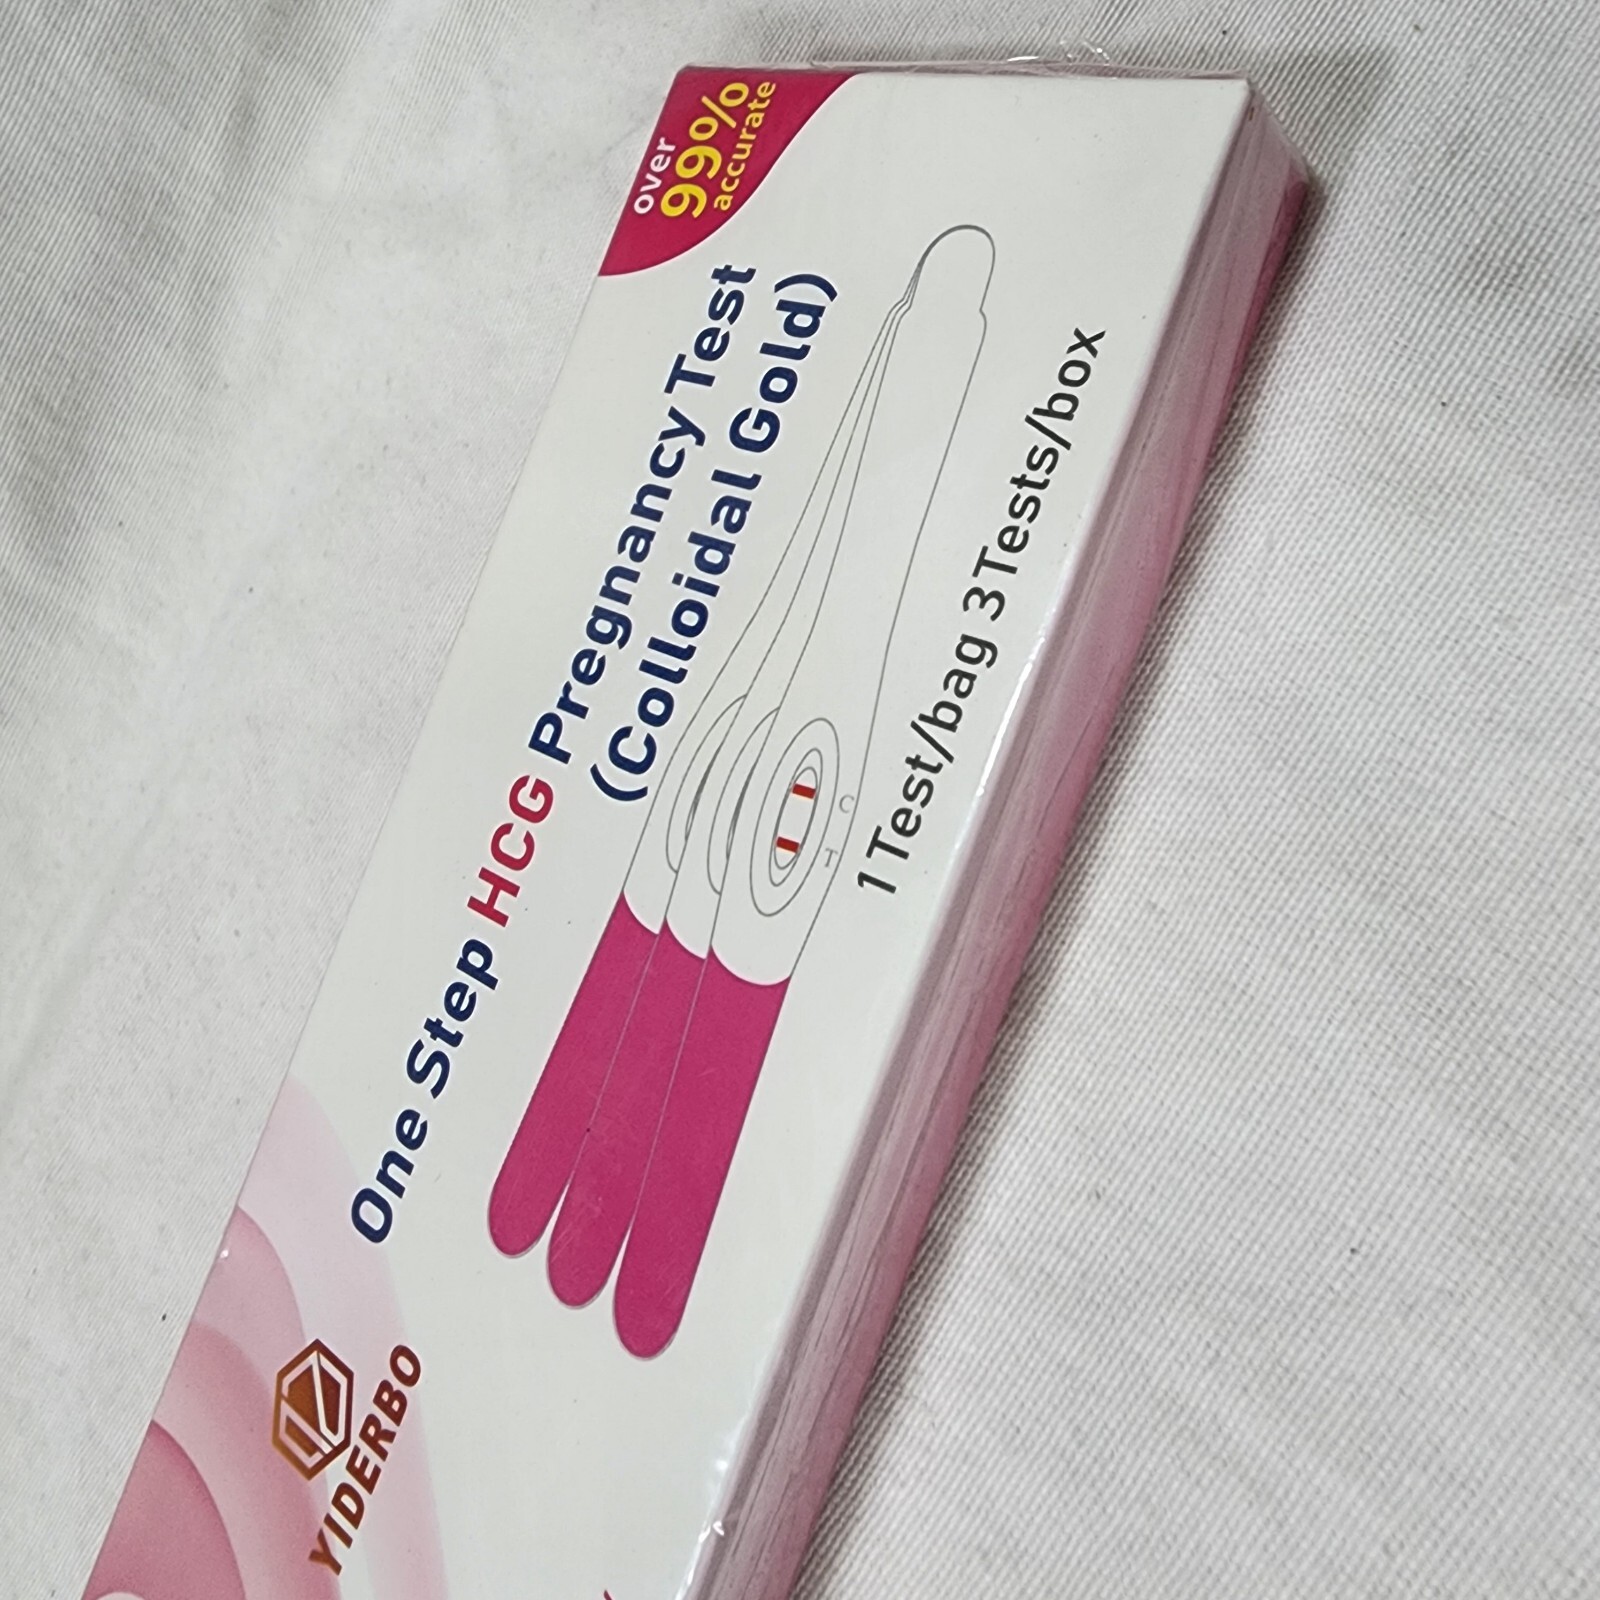 over
99%
accurate
One Step HCG Pregnancy Test
(Colloidal Gold)
C
T
1Test/bag 3Tests/box
YIDERBO